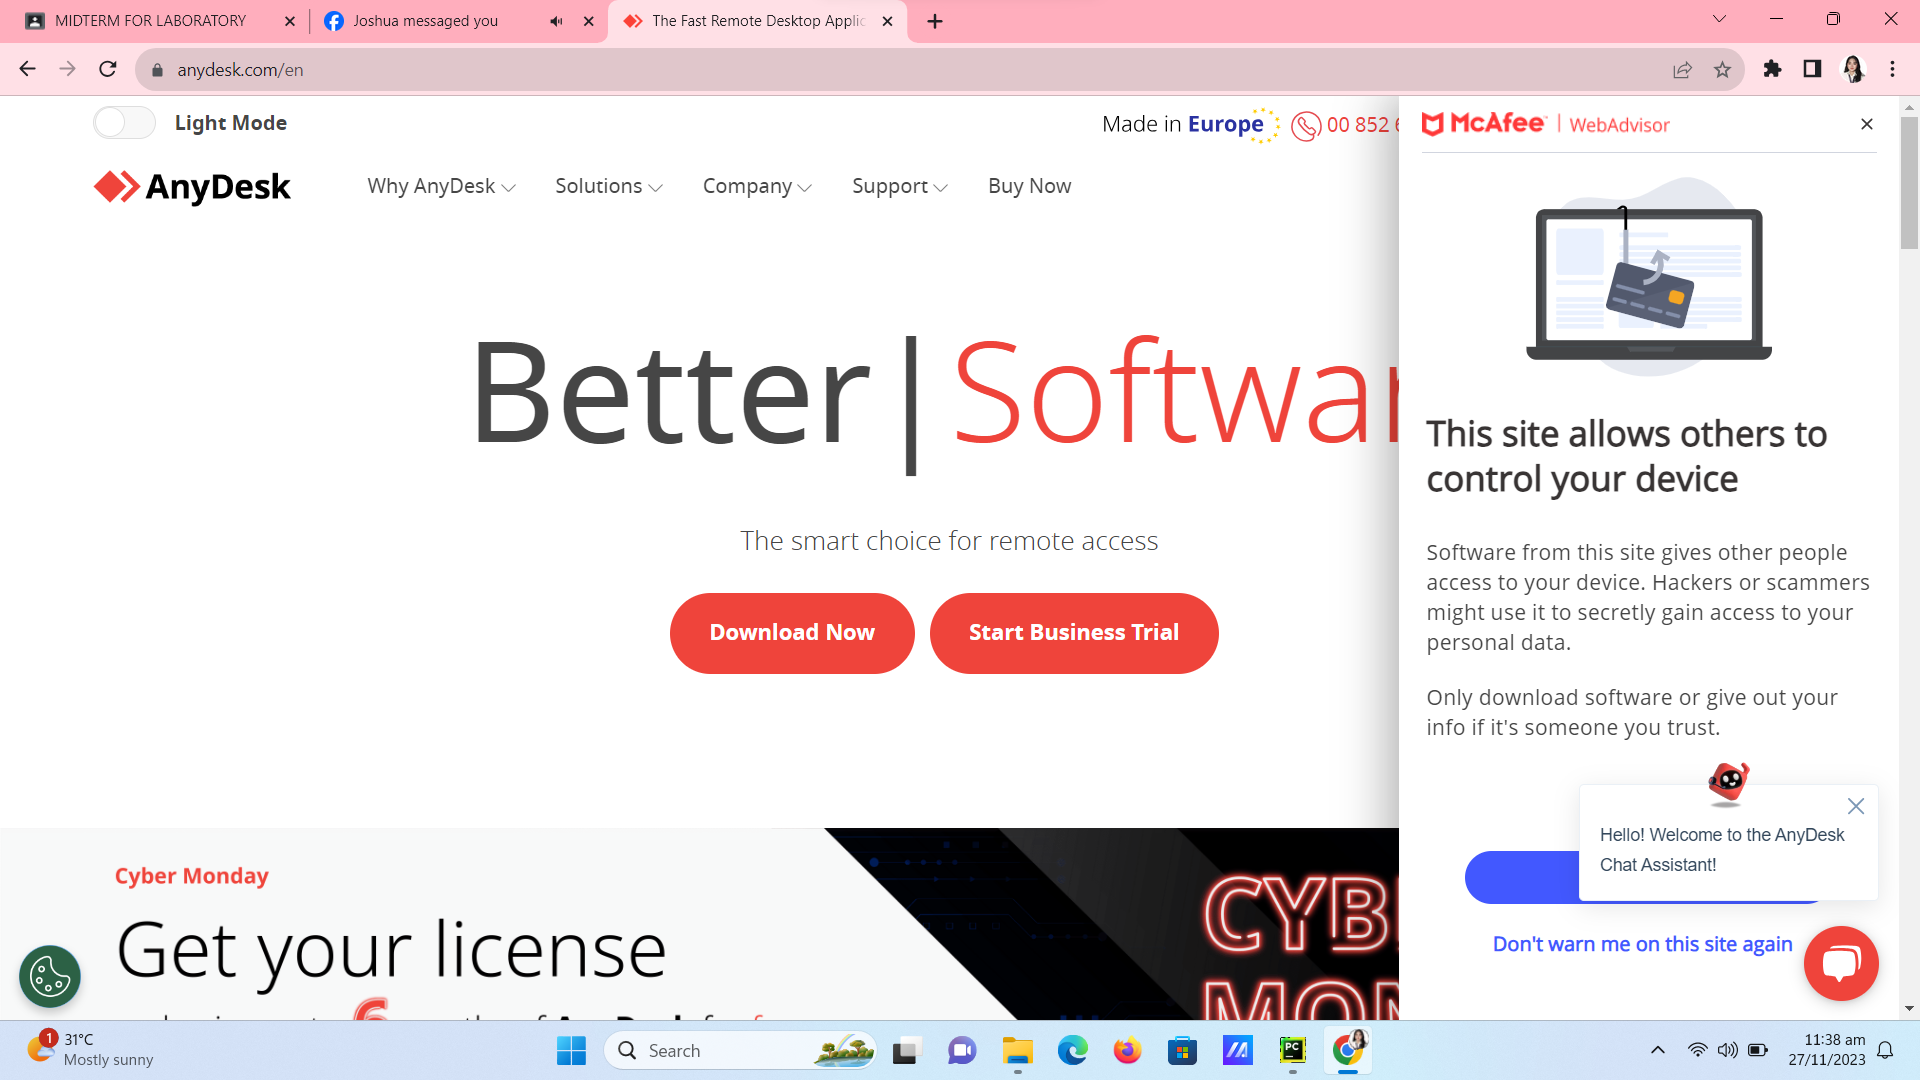 MIDTERM FOR LABORATORY
Joshua messaged you
The Fast Remote Desktop Applic
anydesk.com/en
Light Mode
Made in Europe
00 852 6
McAfee | WebAdvisor
AnyDesk
Why AnyDesk
Solutions
Company
Support
Buy Now
Better|Softwar
The smart choice for remote access
Download Now
Start Business Trial
This site allows others to
control your device
Software from this site gives other people
access to your device. Hackers or scammers
might use it to secretly gain access to your
personal data.
Only download software or give out your
info if it's someone you trust.
Hello! Welcome to the AnyDesk
Chat Assistant!
Don't warn me on this site again
Cyber Monday
Get your license
CYB
MON
1
31°C
Mostly sunny
Search
PC
11:38 am
27/11/2023